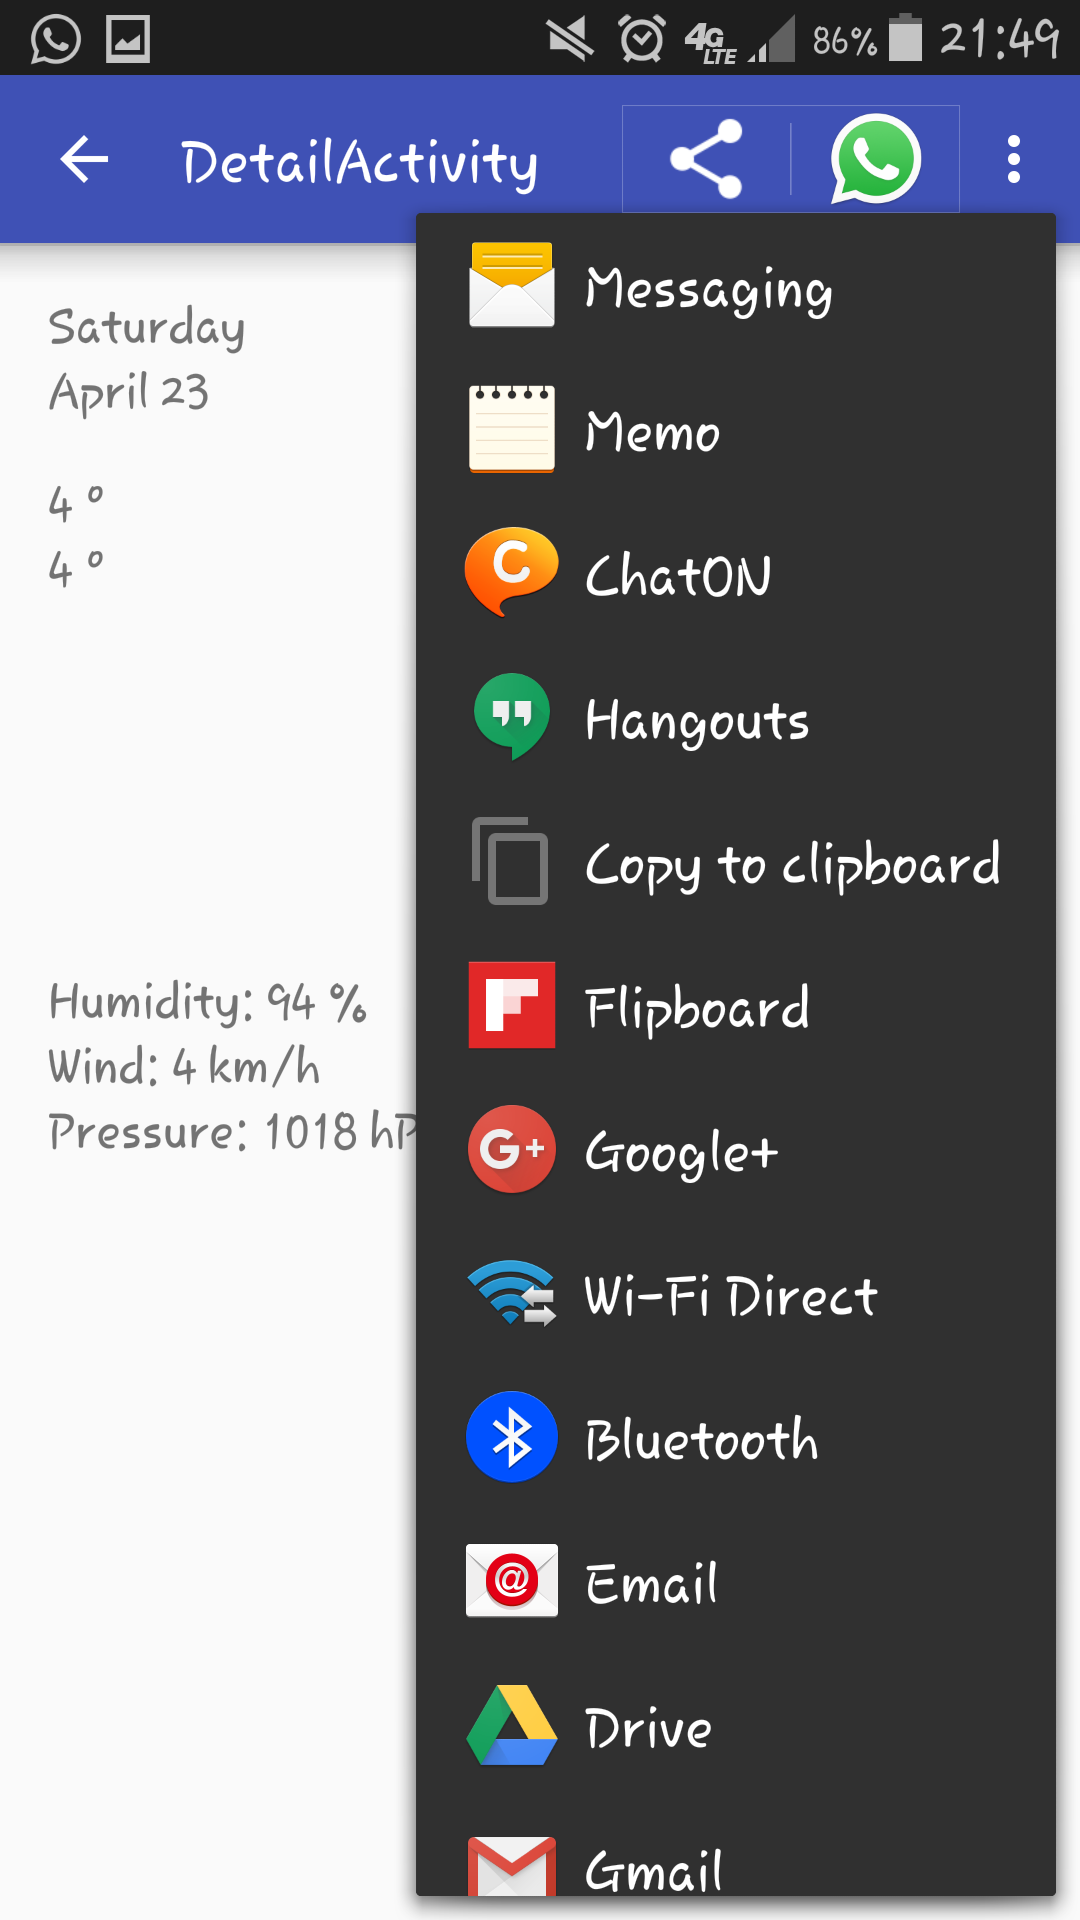 4G LTE 86% 21:49
DetailActivity
Saturday
April 23
4 °
4 °
Humidity: 94 %
Wind: 4 km/h
Pressure: 1018 hP
Messaging
Memo
ChatON
Hangouts
Copy to clipboard
Flipboard
Google+
Wi-Fi Direct
Bluetooth
Email
Drive
Gmail